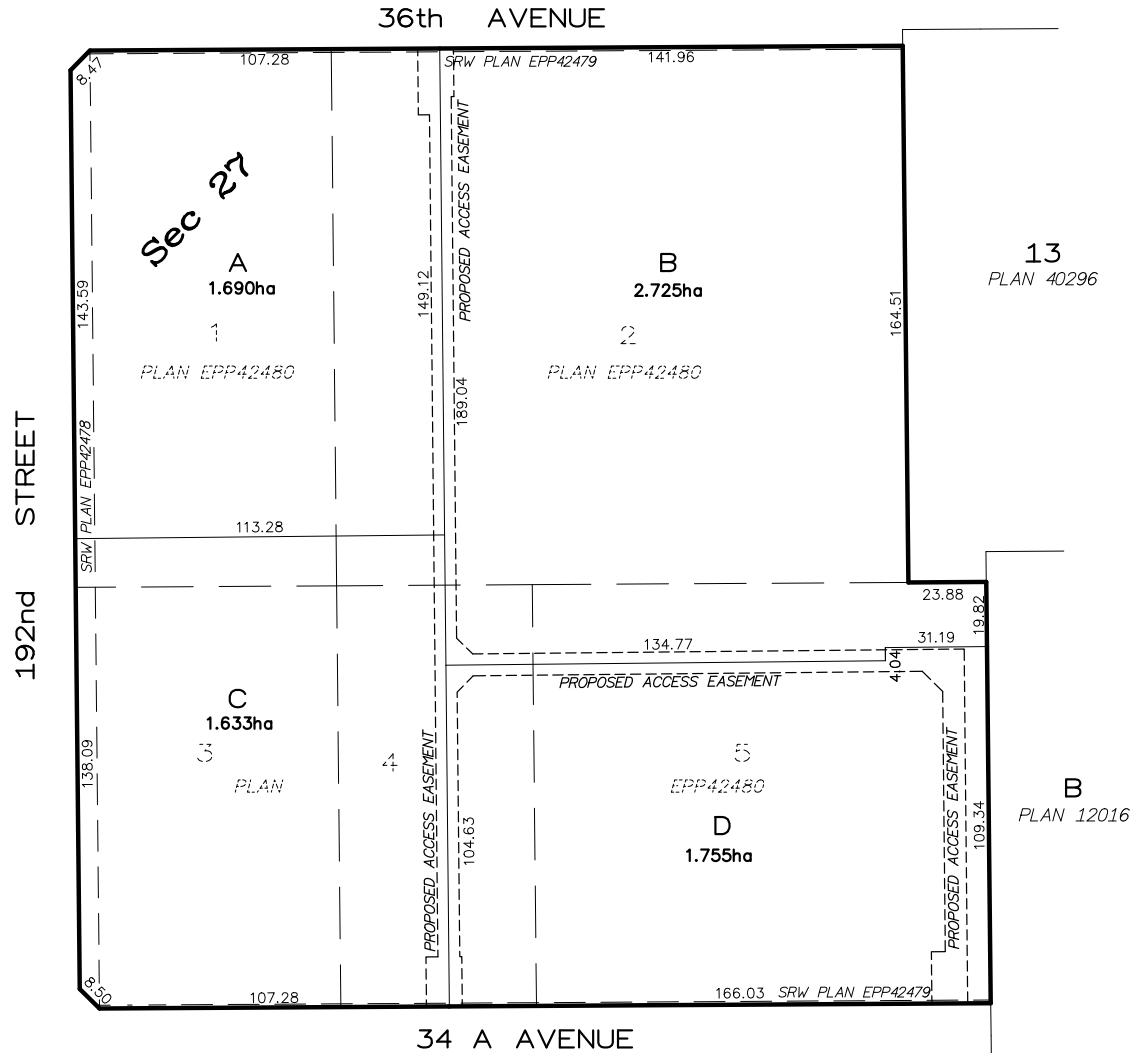 36th AVENUE
8.47
107.28
SRW PLAN EPP42479
141.96
Sec 27
PROPOSED ACCESS EASEMENT
A
1.690ha
B
2.725ha
13
PLAN 40296
143.59
149.12
164.51
1
PLAN EPP42480
2
PLAN EPP42480
189.04
192nd STREET
SRW PLAN EPP42478
113.28
23.88
19.82
134.77
31.19
4.04
PROPOSED ACCESS EASEMENT
C
1.633ha
138.09
3
PLAN
4
PROPOSED ACCESS EASEMENT
5
EPP42480
D
1.755ha
104.63
PROPOSED ACCESS EASEMENT
109.34
B
PLAN 12016
8.50
107.28
166.03
SRW PLAN EPP42479
34 A AVENUE